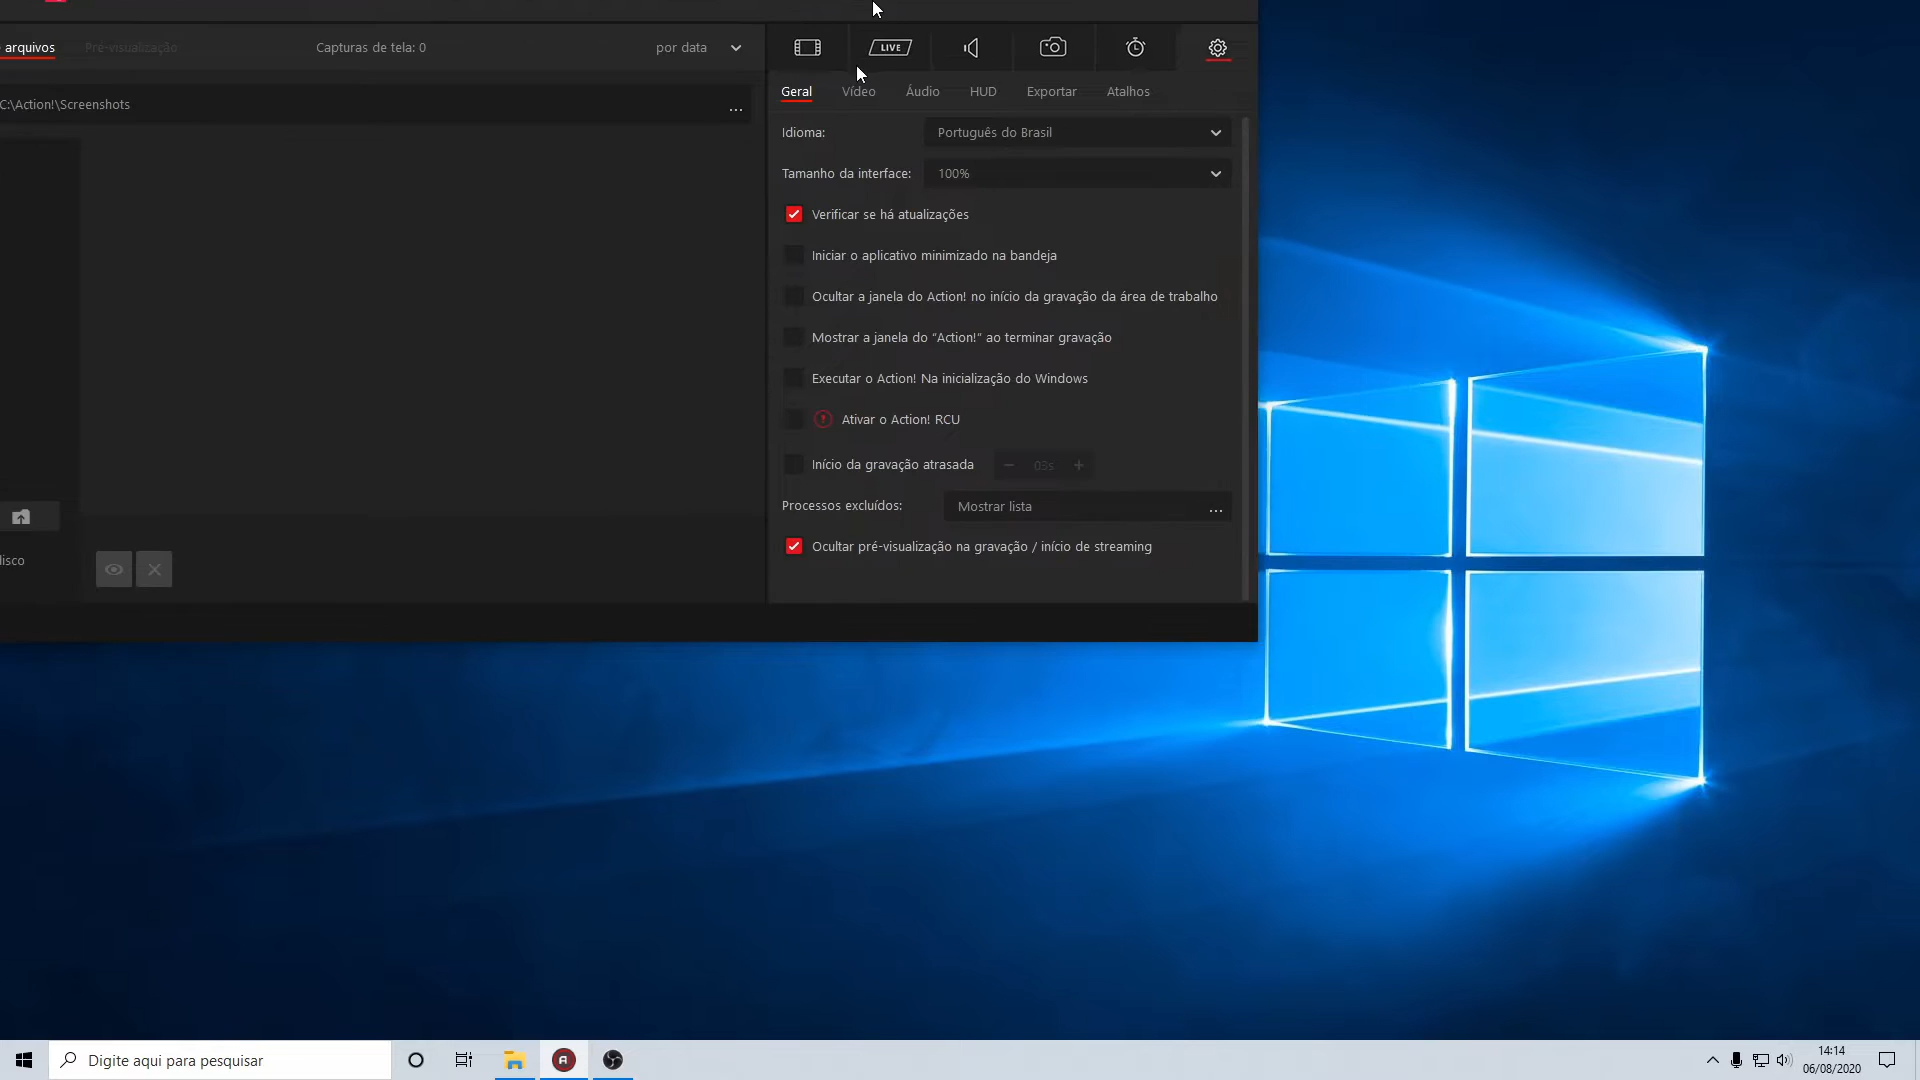 arquivos
Pré-visualização
Capturas de tela: 0
por data
LIVE
C:\Action!\Screenshots
...
Geral
Vídeo
Áudio
HUD
Exportar
Atalhos
Idioma:
Português do Brasil
Tamanho da interface:
100%
Verificar se há atualizações
Iniciar o aplicativo minimizado na bandeja
Ocultar a janela do Action! no início da gravação da área de trabalho
Mostrar a janela do “Action!” ao terminar gravação
Executar o Action! Na inicialização do Windows
Ativar o Action! RCU
Início da gravação atrasada
03s
Processos excluídos:
Mostrar lista
...
Ocultar pré-visualização na gravação / início de streaming
disco
Digite aqui para pesquisar
14:14
06/08/2020